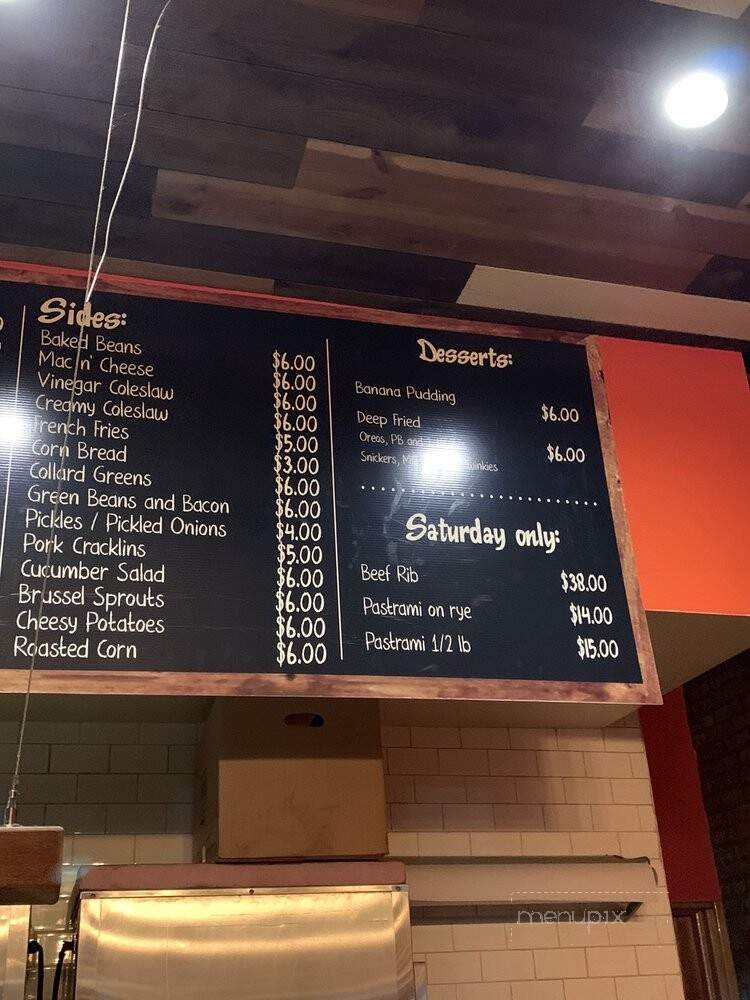 Sides:
Baked Beans $6.00
Mac n' Cheese $6.00
Vinegar Coleslaw $6.00
Creamy Coleslaw $6.00
French Fries $5.00
Corn Bread $3.00
Collard Greens $6.00
Green Beans and Bacon $6.00
Pickles / Pickled Onions $4.00
Pork Cracklins $5.00
Cucumber Salad $6.00
Brussel Sprouts $6.00
Cheesy Potatoes $6.00
Roasted Corn $6.00
Desserts:
Banana Pudding $6.00
Deep Fried $6.00
Oreos, PB and
Snickers,
Saturday only:
Beef Rib $38.00
Pastrami on rye $14.00
Pastrami 1/2 lb $15.00
menupix